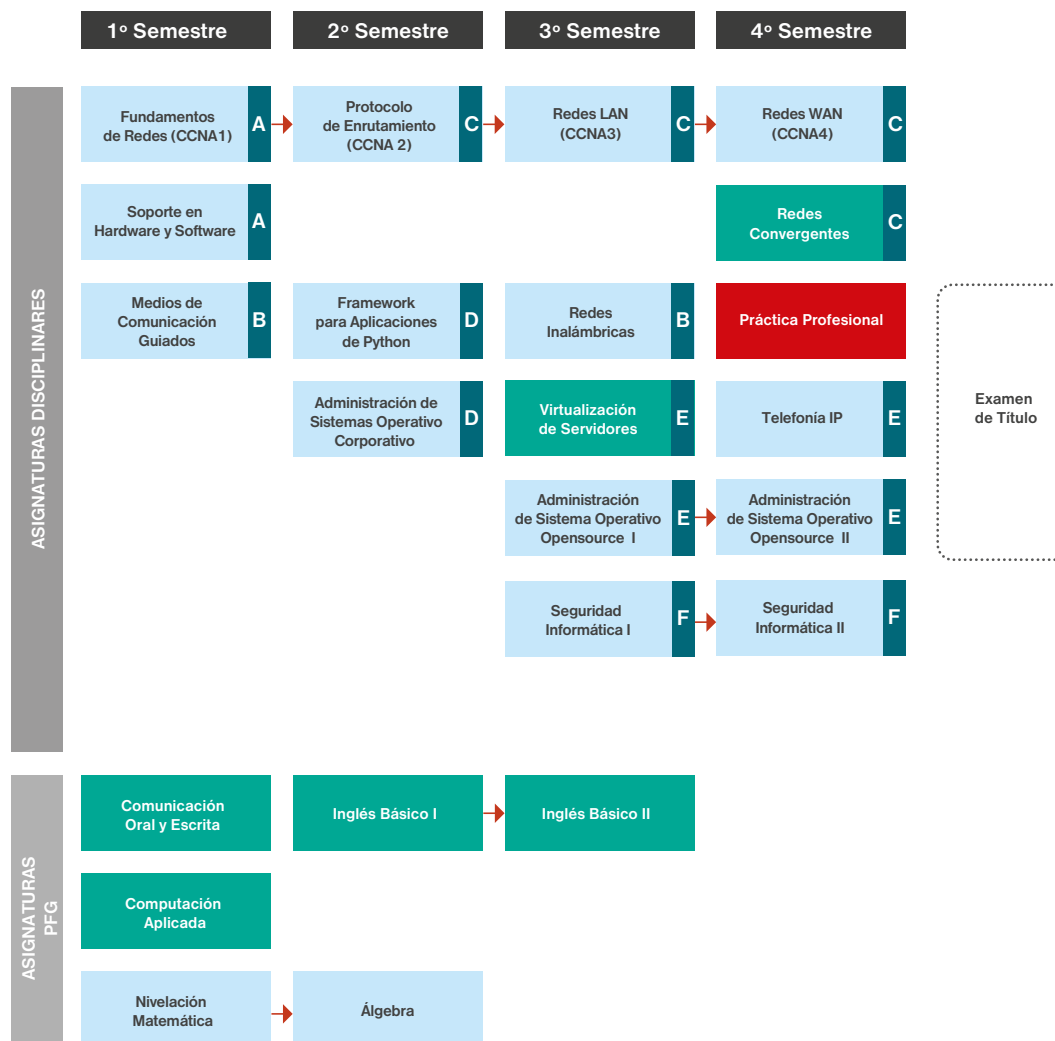 1º Semestre
2º Semestre
3º Semestre
4º Semestre
ASIGNATURAS DISCIPLINARES
Fundamentos
de Redes (CCNA1)
A
Protocolo
de Enrutamiento
(CCNA 2)
C
Redes LAN
(CCNA3)
C
Redes WAN
(CCNA4)
C
Soporte en
Hardware y Software
A
Redes
Convergentes
C
Medios de
Comunicación
Guiados
B
Framework
para Aplicaciones
de Python
D
Redes
Inalámbricas
B
Práctica Profesional
Administración de
Sistemas Operativo
Corporativo
D
Virtualización
de Servidores
E
Telefonía IP
E
Examen
de Título
Administración
de Sistema Operativo
Opensource I
E
Administración
de Sistema Operativo
Opensource II
E
Seguridad
Informática I
F
Seguridad
Informática II
F
ASIGNATURAS
PFG
Comunicación
Oral y Escrita
Inglés Básico I
Inglés Básico II
Computación
Aplicada
Nivelación
Matemática
Álgebra